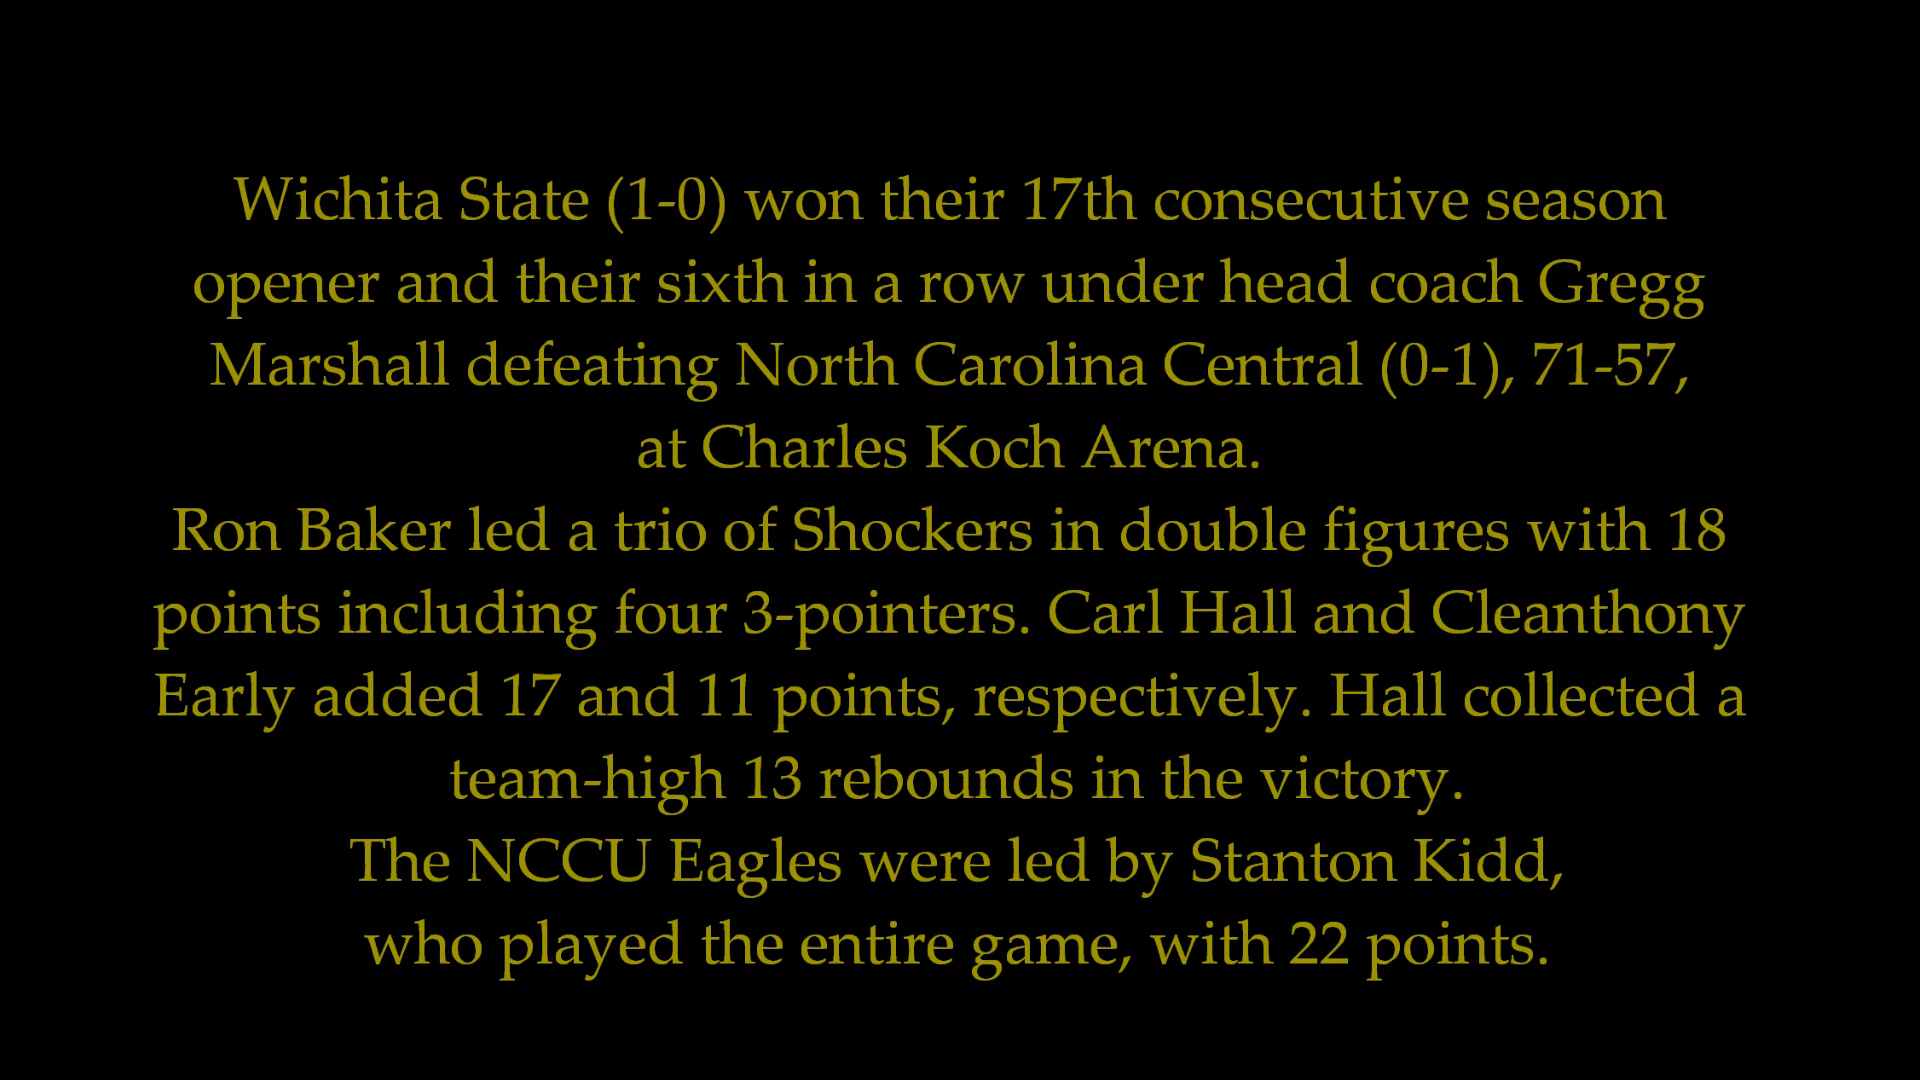 Wichita State (1-0) won their 17th consecutive season
opener and their sixth in a row under head coach Gregg
Marshall defeating North Carolina Central (0-1), 71-57,
at Charles Koch Arena.
Ron Baker led a trio of Shockers in double figures with 18
points including four 3-pointers. Carl Hall and Cleanthony
Early added 17 and 11 points, respectively. Hall collected a
team-high 13 rebounds in the victory.
The NCCU Eagles were led by Stanton Kidd,
who played the entire game, with 22 points.